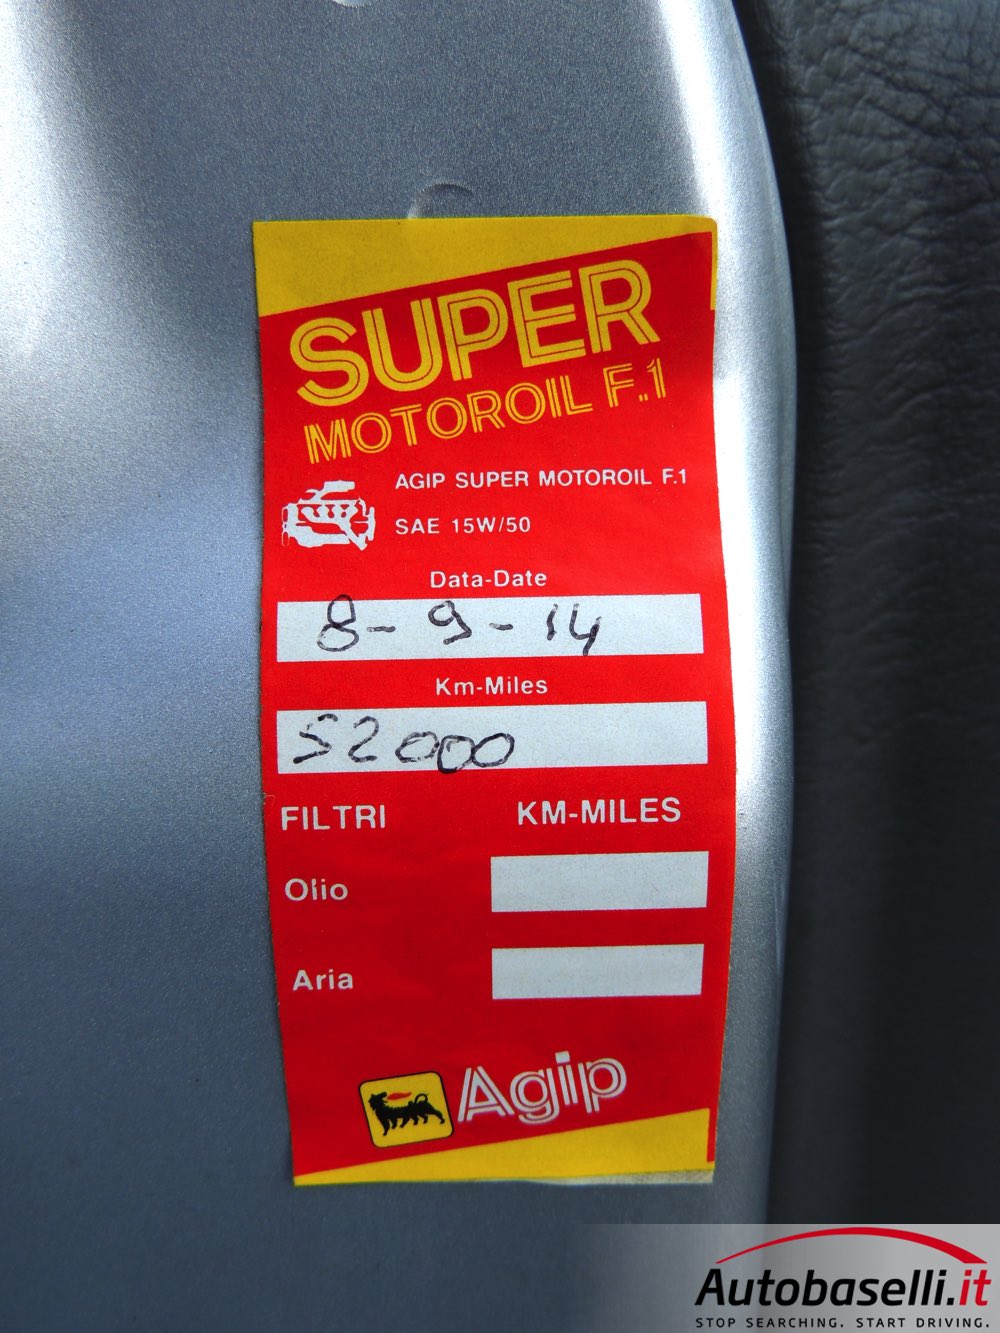 SUPER
MOTOROIL F.1
AGIP SUPER MOTOROIL F.1
SAE 15W/50
Data-Date
8-9-14
Km-Miles
52000
FILTRI KM-MILES
Olio
Aria
Agip
Autobaselli.it
STOP SEARCHING. START DRIVING.